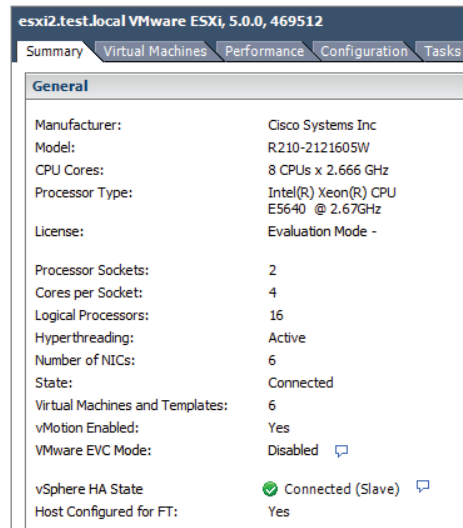 esxi2.test.local VMware ESXi, 5.0.0, 469512
Summary Virtual Machines Performance Configuration Tasks
General
Manufacturer: Cisco Systems Inc
Model: R210-2121605W
CPU Cores: 8 CPUs x 2.666 GHz
Processor Type: Intel(R) Xeon(R) CPU
E5640 @ 2.67GHz
License: Evaluation Mode -
Processor Sockets: 2
Cores per Socket: 4
Logical Processors: 16
Hyperthreading: Active
Number of NICs: 6
State: Connected
Virtual Machines and Templates: 6
vMotion Enabled: Yes
VMware EVC Mode: Disabled
vSphere HA State Connected (Slave)
Host Configured for FT: Yes